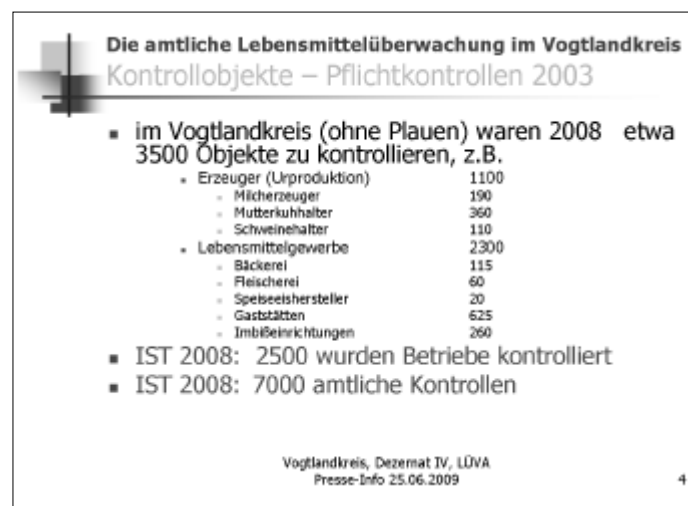 Die amtliche Lebensmittelüberwachung im Vogtlandkreis
Kontrollobjekte – Pflichtkontrollen 2003
▪ im Vogtlandkreis (ohne Plauen) waren 2008 etwa
3500 Objekte zu kontrollieren, z.B.
▪ Erzeuger (Urproduktion) 1100
▫ Milcherzeuger 190
▫ Mutterkuhhalter 360
▫ Schweinehalter 110
▪ Lebensmittelgewerbe 2300
▫ Bäckerei 115
▫ Fleischerei 60
▫ Speiseeishersteller 20
▫ Gaststätten 625
▫ Imbißeinrichtungen 260
▪ IST 2008: 2500 wurden Betriebe kontrolliert
▪ IST 2008: 7000 amtliche Kontrollen
Vogtlandkreis, Dezernat IV, LÜVA
Presse-Info 25.06.2009 4